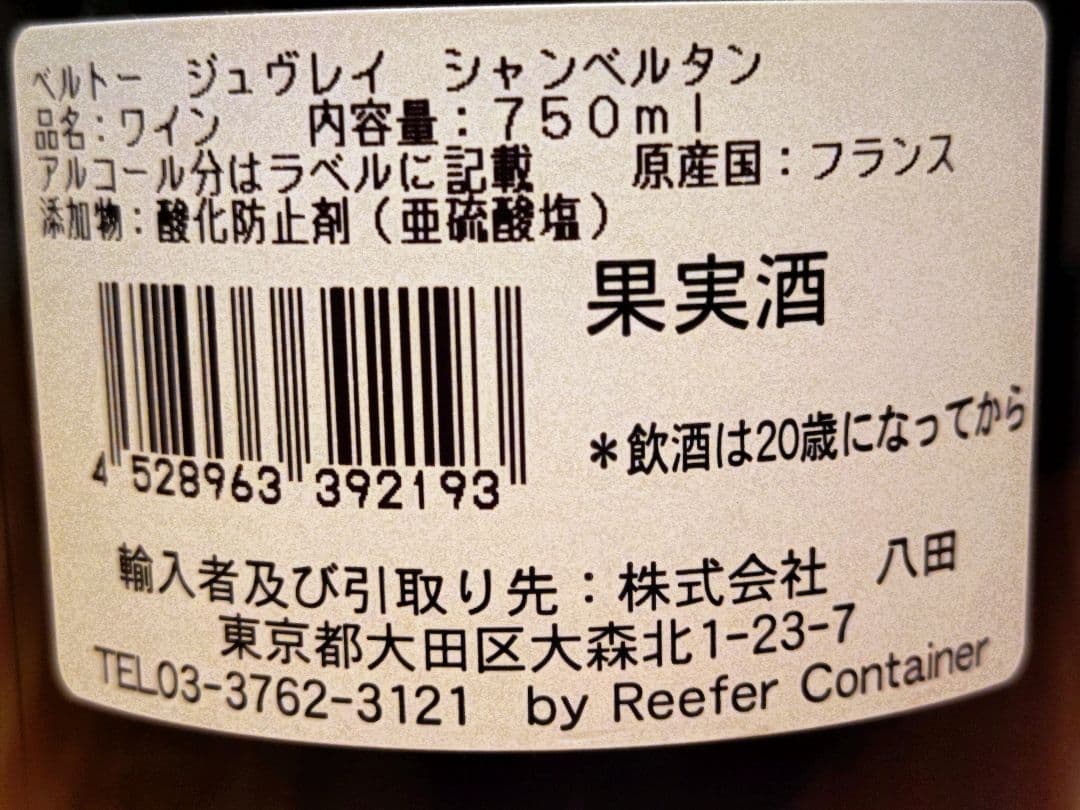 ベルトー　ジュヴレイ　シャンベルタン
品名：ワイン　内容量：750ml
アルコール分はラベルに記載　原産国：フランス
添加物：酸化防止剤（亜硫酸塩）
果実酒
4 528963 392193
＊飲酒は20歳になってから
輸入者及び引取り先：株式会社　八田
東京都大田区大森北1-23-7
TEL03-3762-3121　by Reefer Container